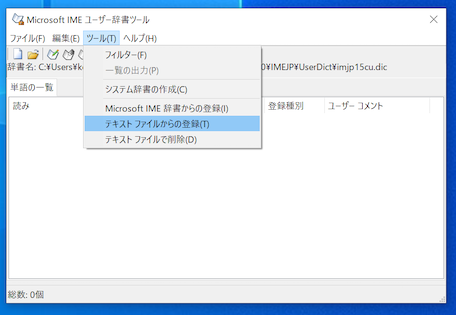 Microsoft IME ユーザー辞書ツール
ファイル(F) 編集(E) ツール(T) ヘルプ(H)
フィルター(F)
一覧の出力(P)
システム辞書の作成(C)
Microsoft IME 辞書からの登録(I)
テキスト ファイルからの登録(T)
テキスト ファイルで削除(D)
辞書名: C:¥Users¥k 0¥IMEJP¥UserDict¥imjp15cu.dic
単語の一覧
読み 登録種別 ユーザー コメント
総数: 0個